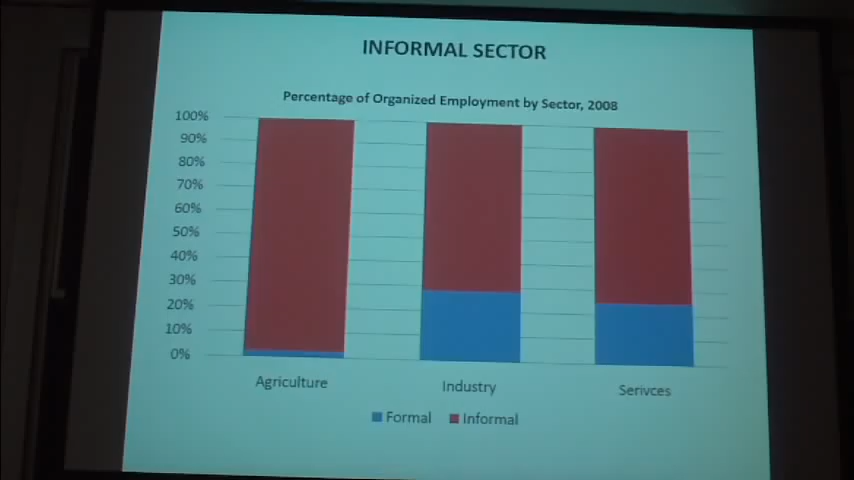 INFORMAL SECTOR
Percentage of Organized Employment by Sector, 2008
100%
90%
80%
70%
60%
50%
40%
30%
20%
10%
0%
Agriculture Industry Serivces
Formal Informal